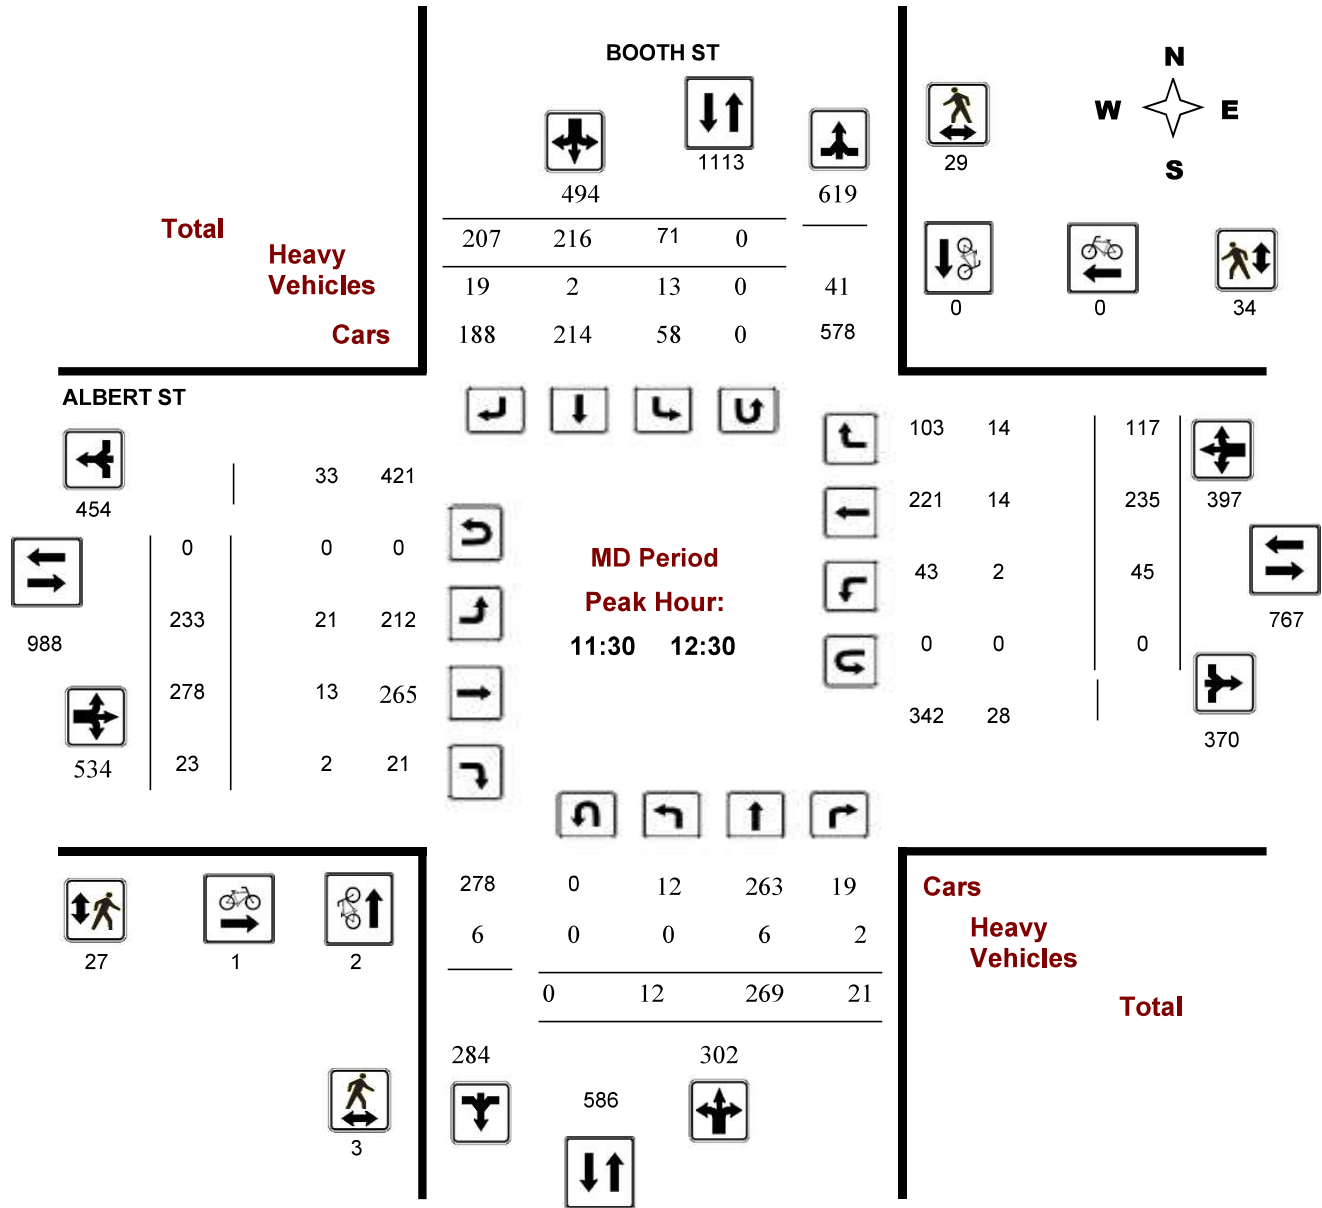 BOOTH ST
N
W E
S
1113
29
494
619
Total
207 216 71 0
Heavy
Vehicles
19 2 13 0 41
0 0 34
Cars
188 214 58 0 578
ALBERT ST
103 14 117
33 421
454
221 14 235 397
0 0 0
MD Period
43 2 45
Peak Hour:
233 21 212
767
988
11:30 12:30
0 0 0
278 13 265
342 28
370
534 23 2 21
278 0 12 263 19
Cars
6 0 0 6 2
Heavy
Vehicles
27 1 2
0 12 269 21
Total
284 302
586
3